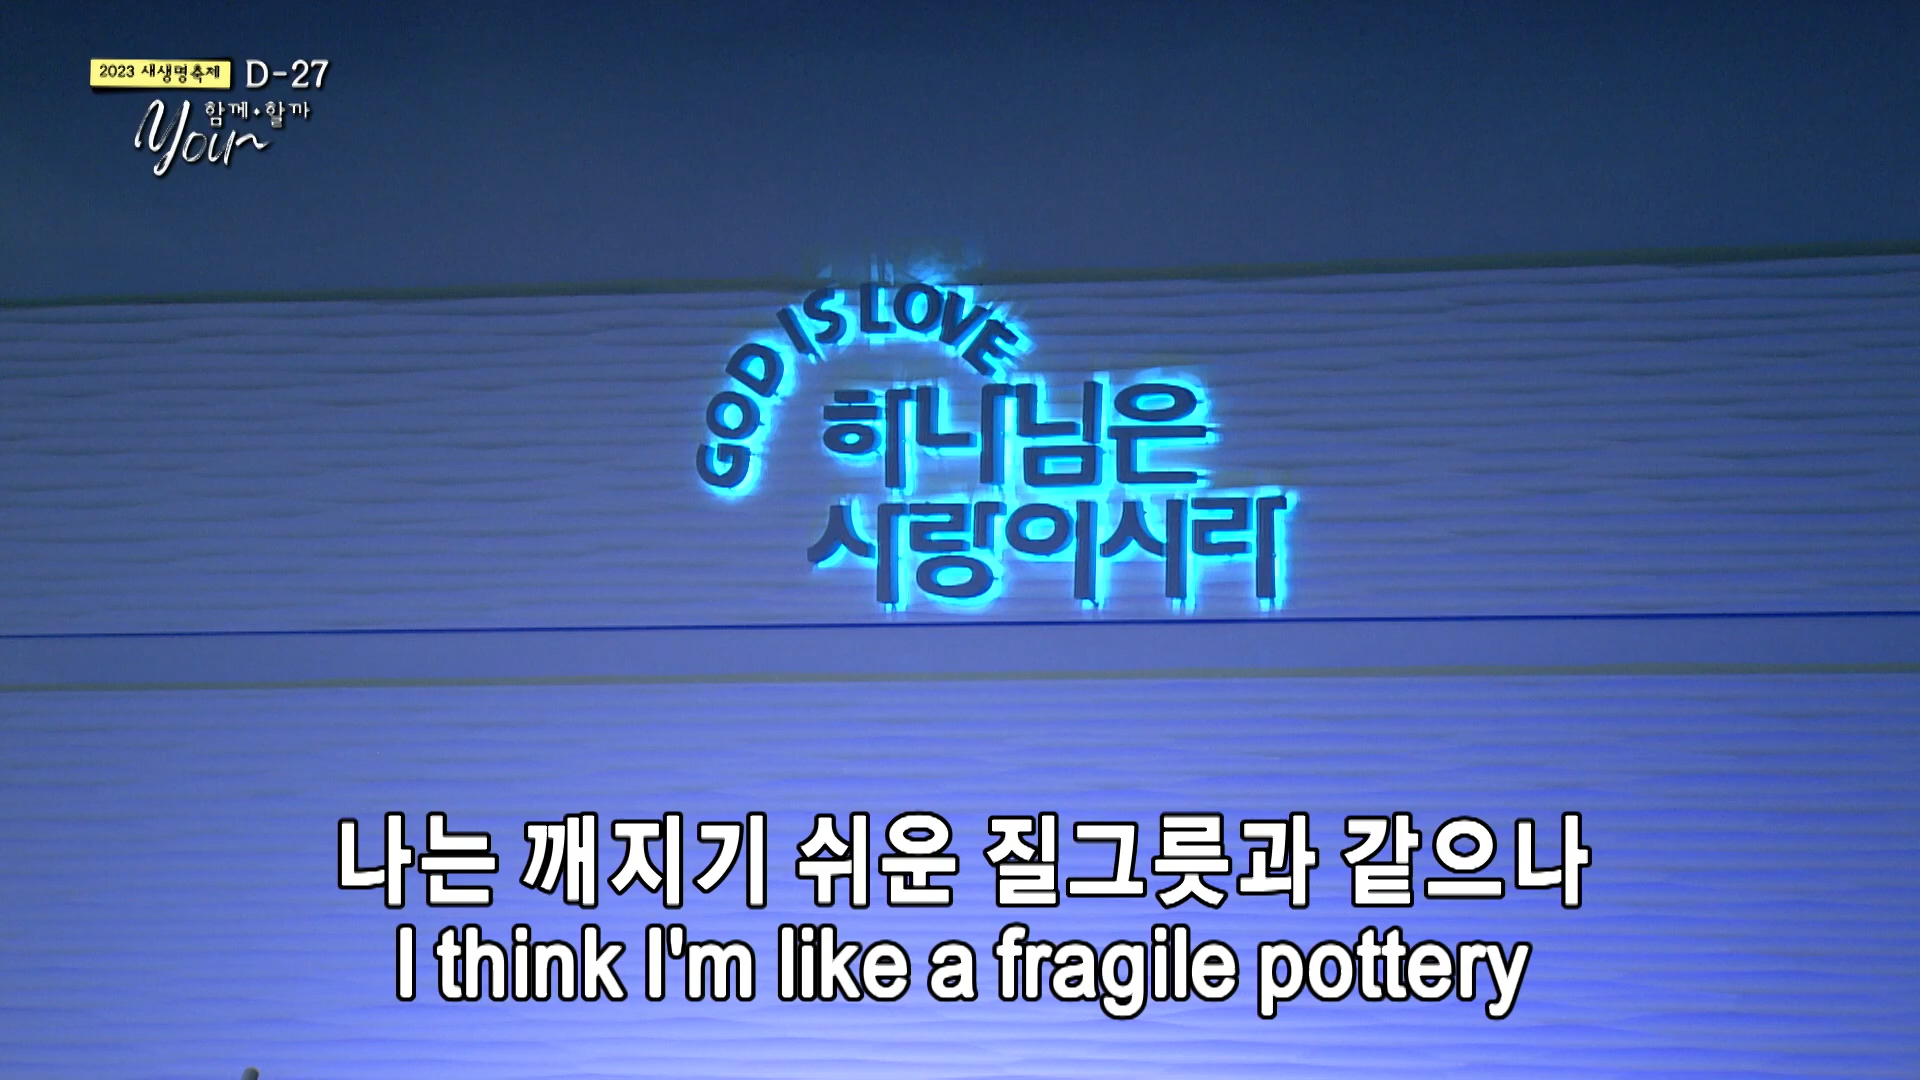 2023 새생명축제 D-27
함께·할까
You~
GOD IS LOVE
하나님은
사랑이시라
나는 깨지기 쉬운 질그릇과 같으나
I think I'm like a fragile pottery